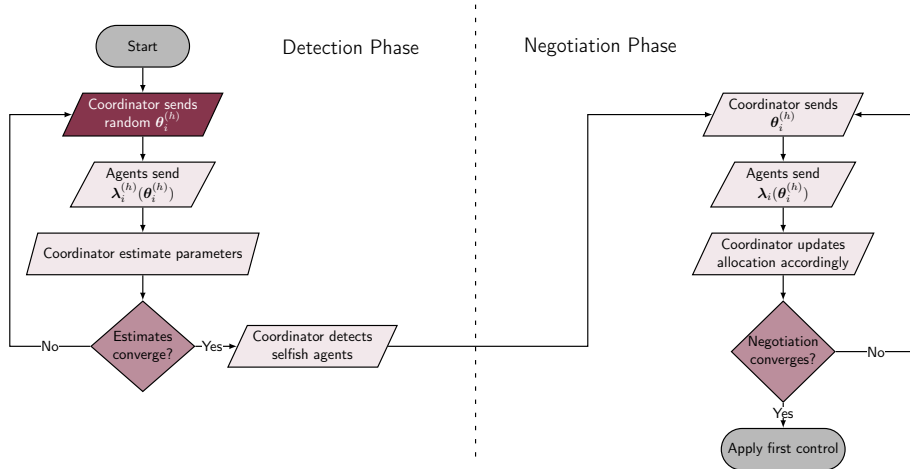 Detection Phase
Negotiation Phase
Start
Coordinator sends
random θ_i^{(h)}
Agents send
λ_i^{(h)}(θ_i^{(h)})
Coordinator estimate parameters
Estimates
converge?
No
Yes
Coordinator detects
selfish agents
Coordinator sends
θ_i^{(h)}
Agents send
λ_i(θ_i^{(h)})
Coordinator updates
allocation accordingly
Negotiation
converges?
No
Yes
Apply first control